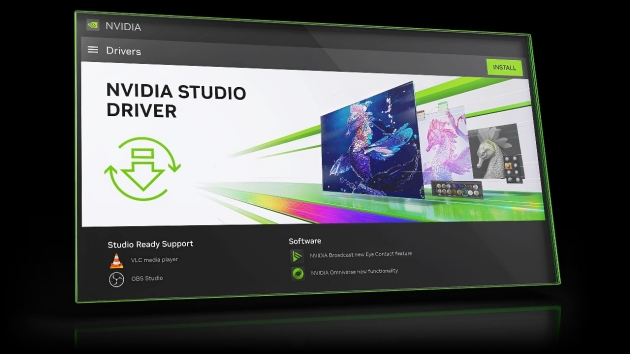 NVIDIA
Drivers
INSTALL
NVIDIA STUDIO
DRIVER
Studio Ready Support
VLC media player
OBS Studio
Software
NVIDIA Broadcast new Eye Contact feature
NVIDIA Omniverse new functionality